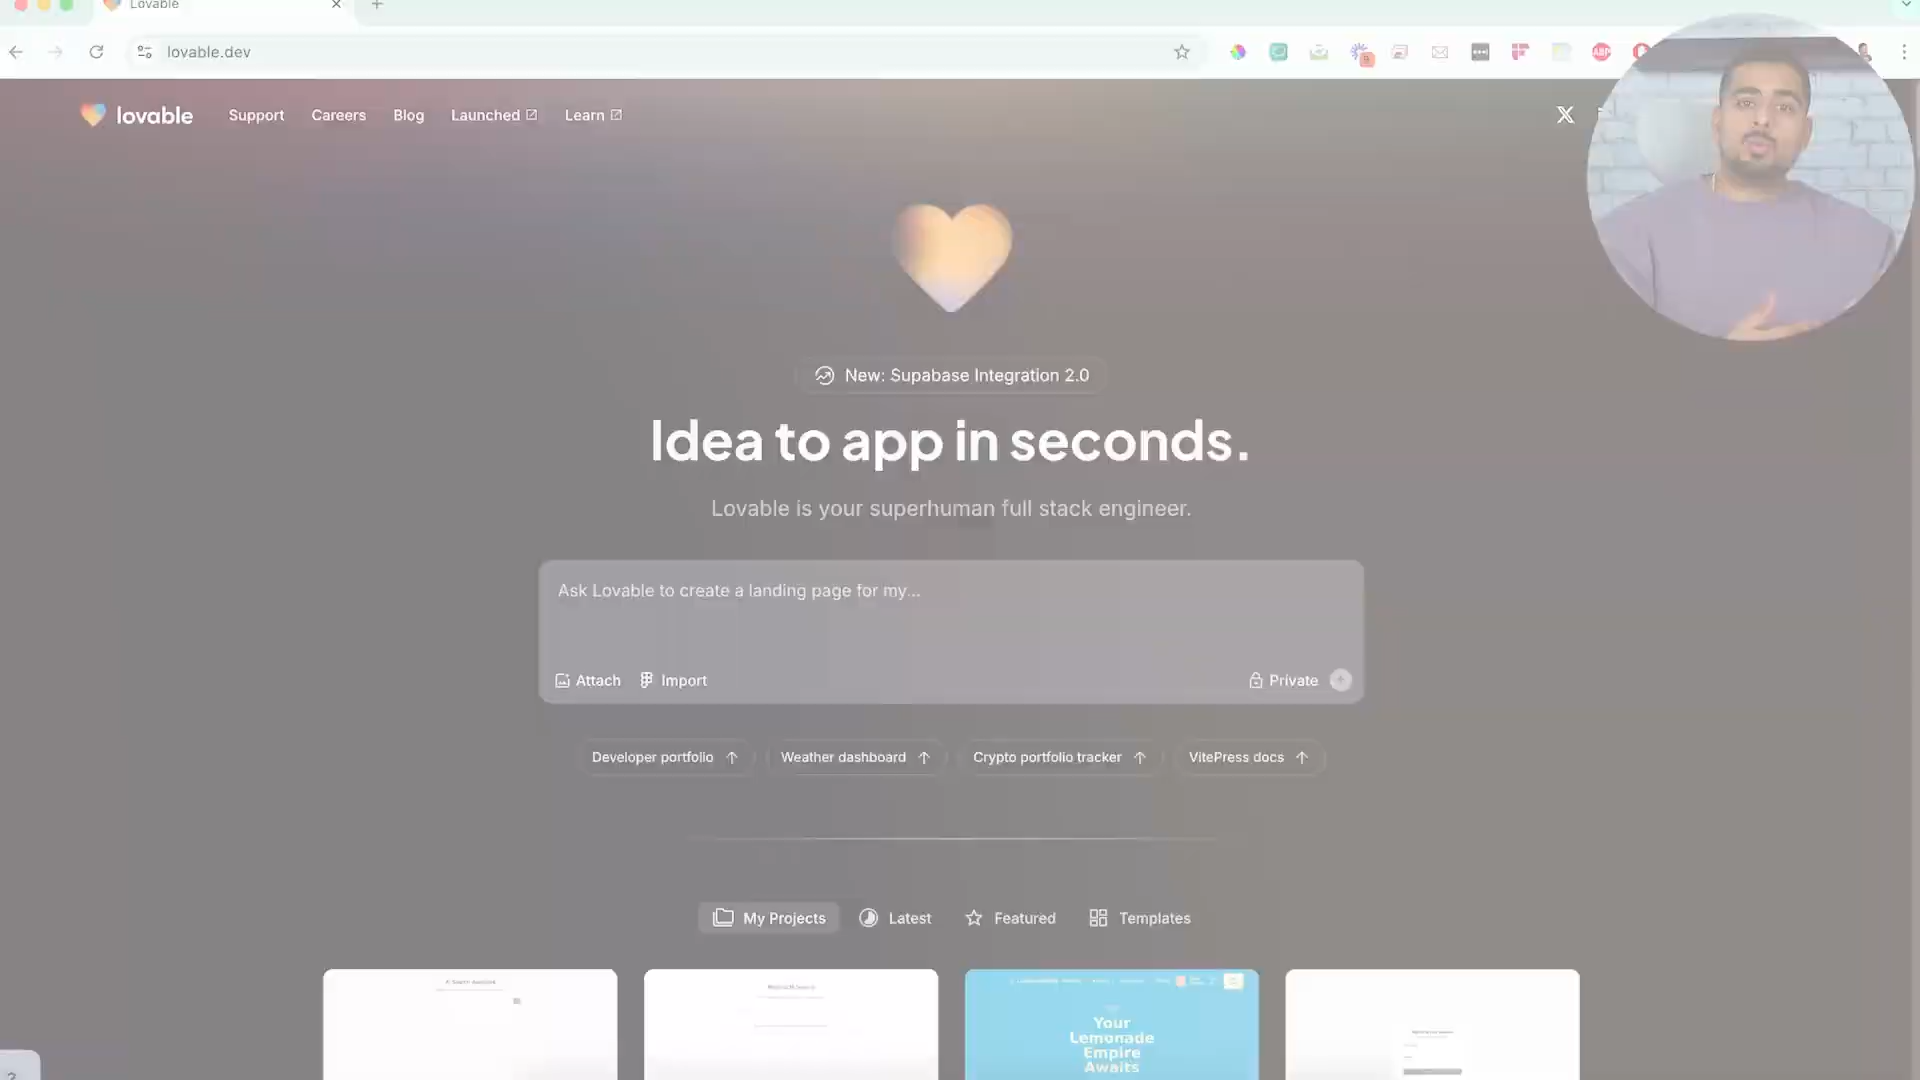 Lovable
lovable.dev
lovable
Support
Careers
Blog
Launched
Learn
New: Supabase Integration 2.0
Idea to app in seconds.
Lovable is your superhuman full stack engineer.
Ask Lovable to create a landing page for my...
Attach
Import
Private
Developer portfolio
Weather dashboard
Crypto portfolio tracker
VitePress docs
My Projects
Latest
Featured
Templates
Your
Lemonade
Empire
Awaits
?